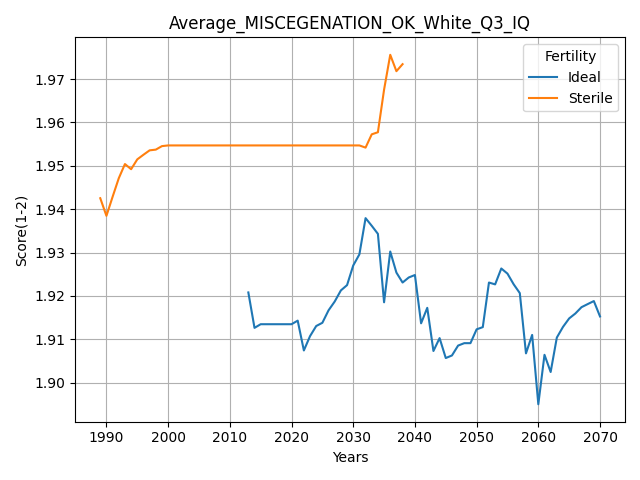 Average_MISCEGENATION_OK_White_Q3_IQ
Fertility
Ideal
Sterile
Score(1-2)
1.97
1.96
1.95
1.94
1.93
1.92
1.91
1.90
1990 2000 2010 2020 2030 2040 2050 2060 2070
Years